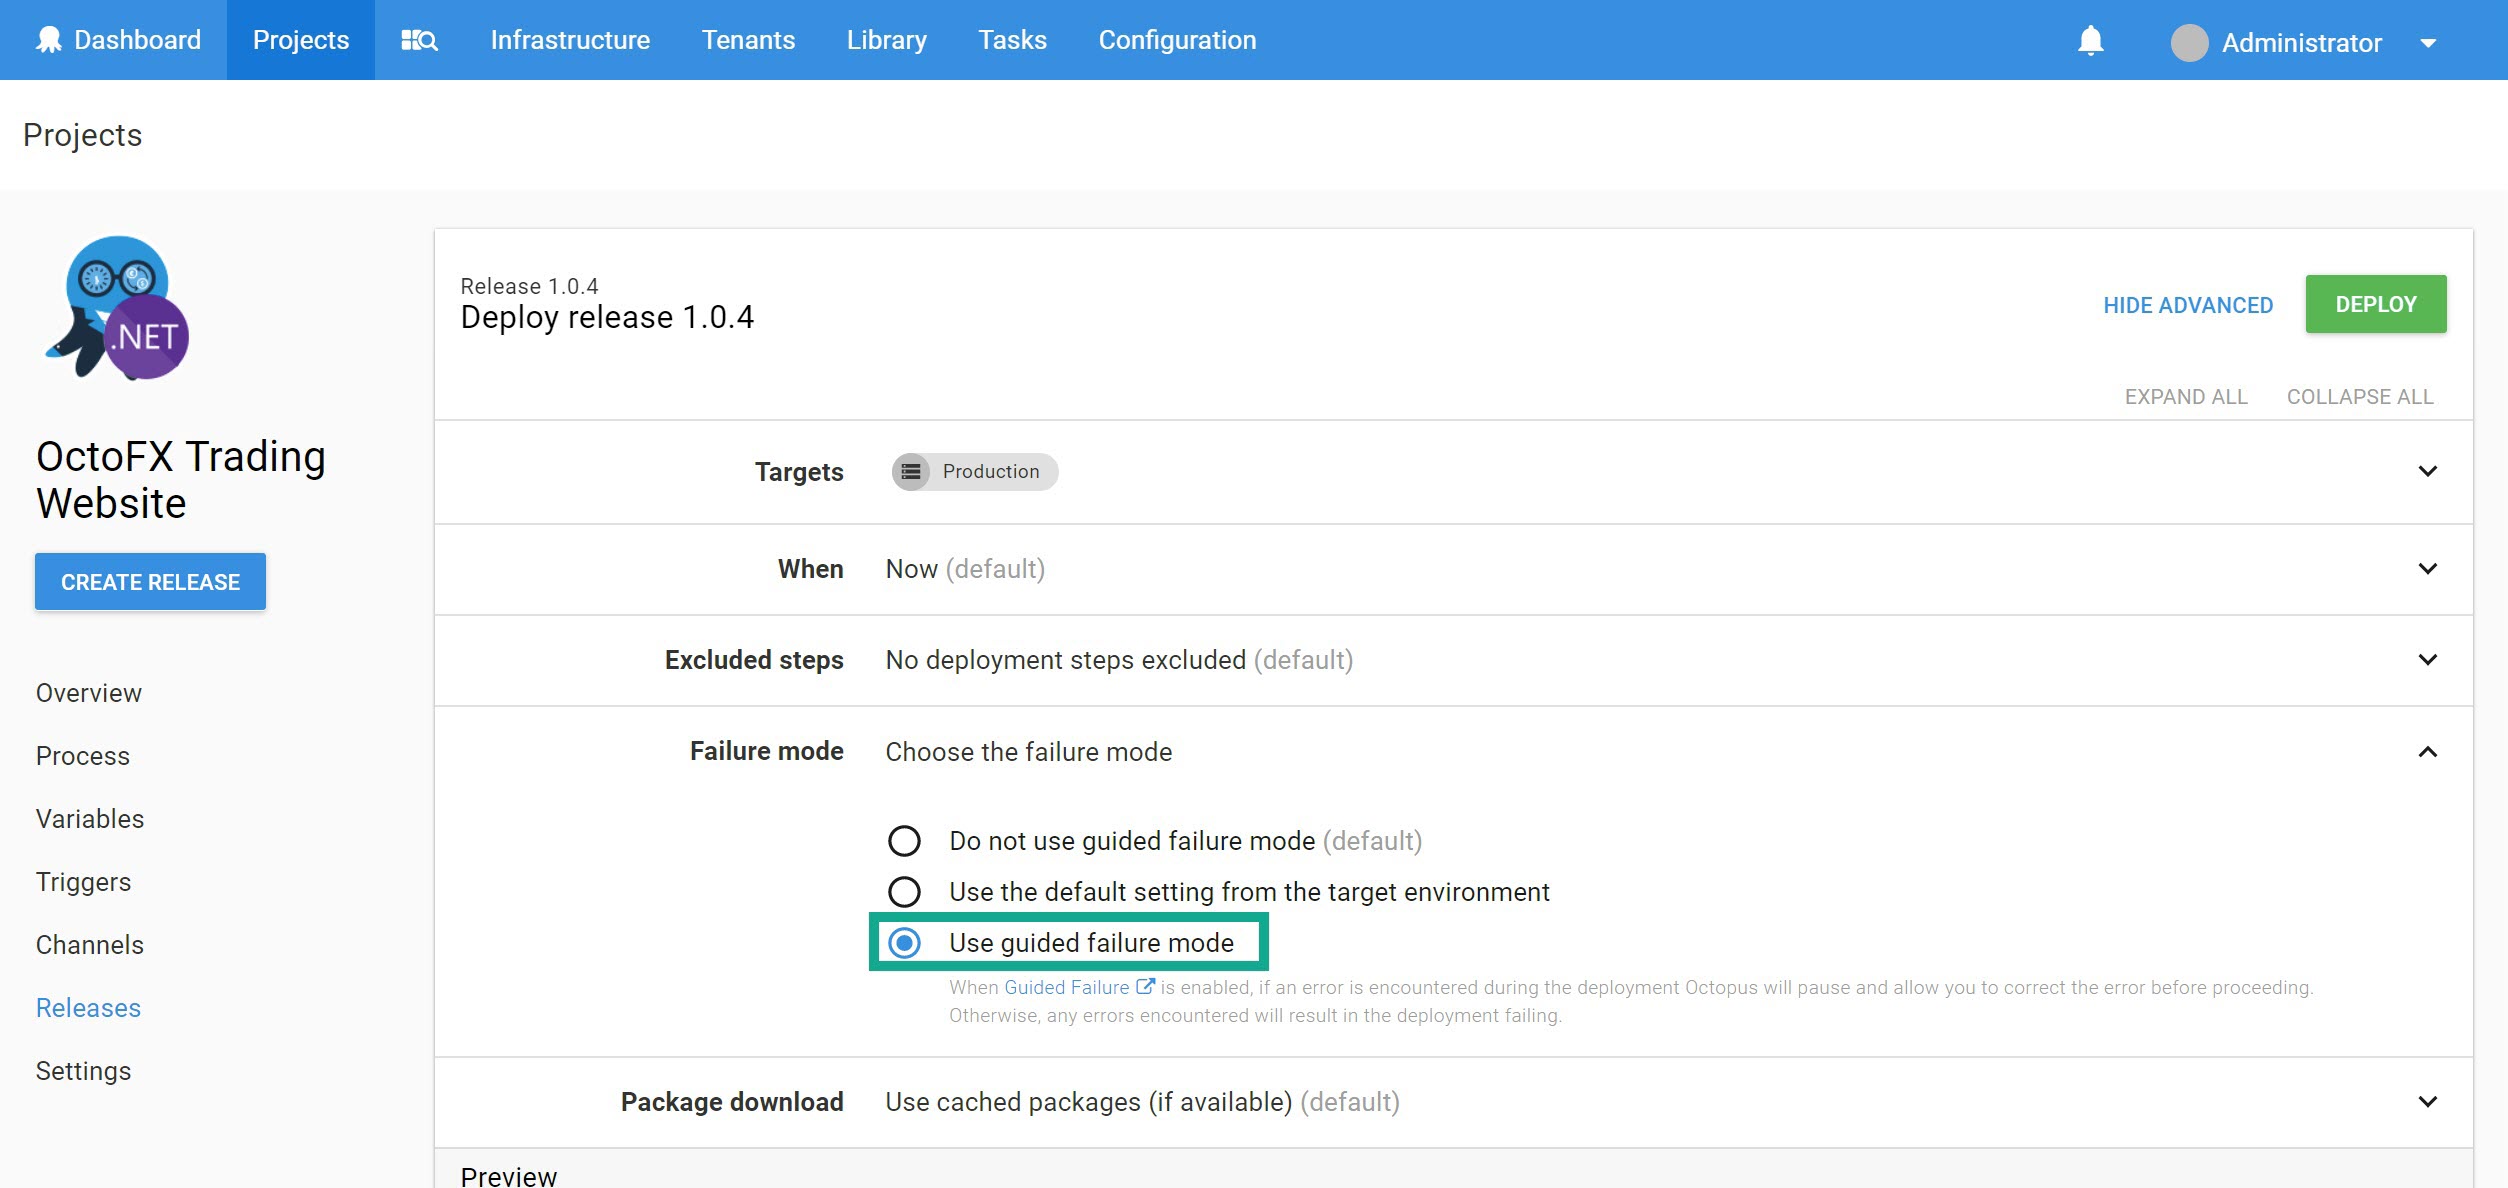 Dashboard Projects Infrastructure Tenants Library Tasks Configuration Administrator
Projects
.NET
OctoFX Trading
Website
CREATE RELEASE
Overview
Process
Variables
Triggers
Channels
Releases
Settings
Release 1.0.4
Deploy release 1.0.4
HIDE ADVANCED DEPLOY
EXPAND ALL COLLAPSE ALL
Targets Production
When Now (default)
Excluded steps No deployment steps excluded (default)
Failure mode Choose the failure mode
Do not use guided failure mode (default)
Use the default setting from the target environment
Use guided failure mode
When Guided Failure is enabled, if an error is encountered during the deployment Octopus will pause and allow you to correct the error before proceeding.
Otherwise, any errors encountered will result in the deployment failing.
Package download Use cached packages (if available) (default)
Preview